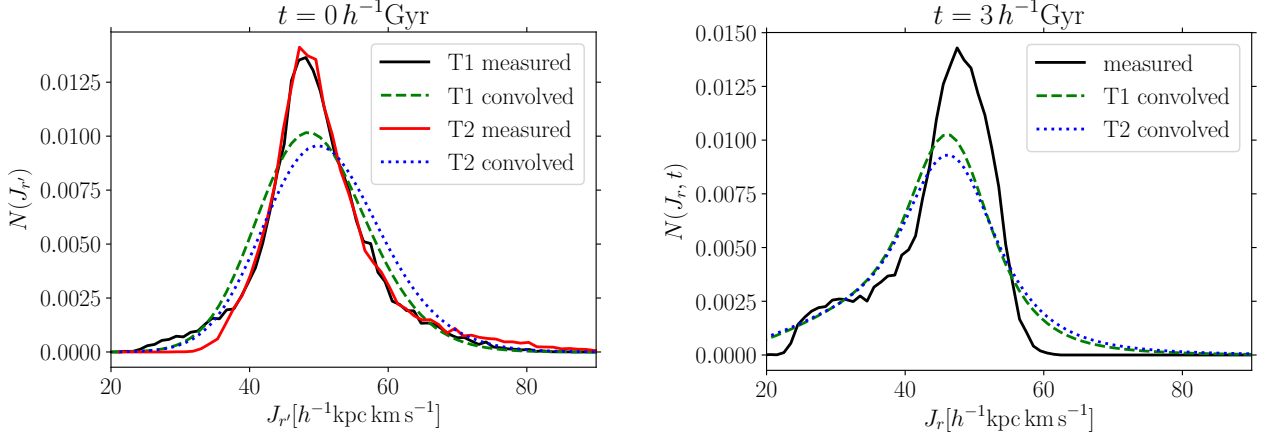 t = 0 h⁻¹Gyr
N(J_r′)
0.0125
0.0100
0.0075
0.0050
0.0025
0.0000
T1 measured
T1 convolved
T2 measured
T2 convolved
20 40 60 80
J_r′[h⁻¹kpc km s⁻¹]
t = 3 h⁻¹Gyr
N(J_r, t)
0.0150
0.0125
0.0100
0.0075
0.0050
0.0025
0.0000
measured
T1 convolved
T2 convolved
20 40 60 80
J_r[h⁻¹kpc km s⁻¹]